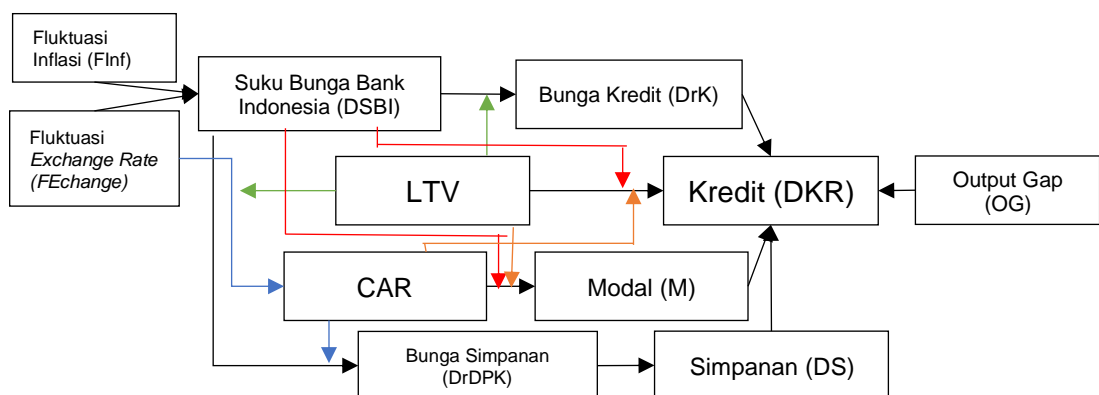 Fluktuasi
Inflasi (FInf)
Suku Bunga Bank
Indonesia (DSBI)
Bunga Kredit (DrK)
Fluktuasi
Exchange Rate
(FEchange)
LTV
Kredit (DKR)
Output Gap
(OG)
CAR
Modal (M)
Bunga Simpanan
(DrDPK)
Simpanan (DS)